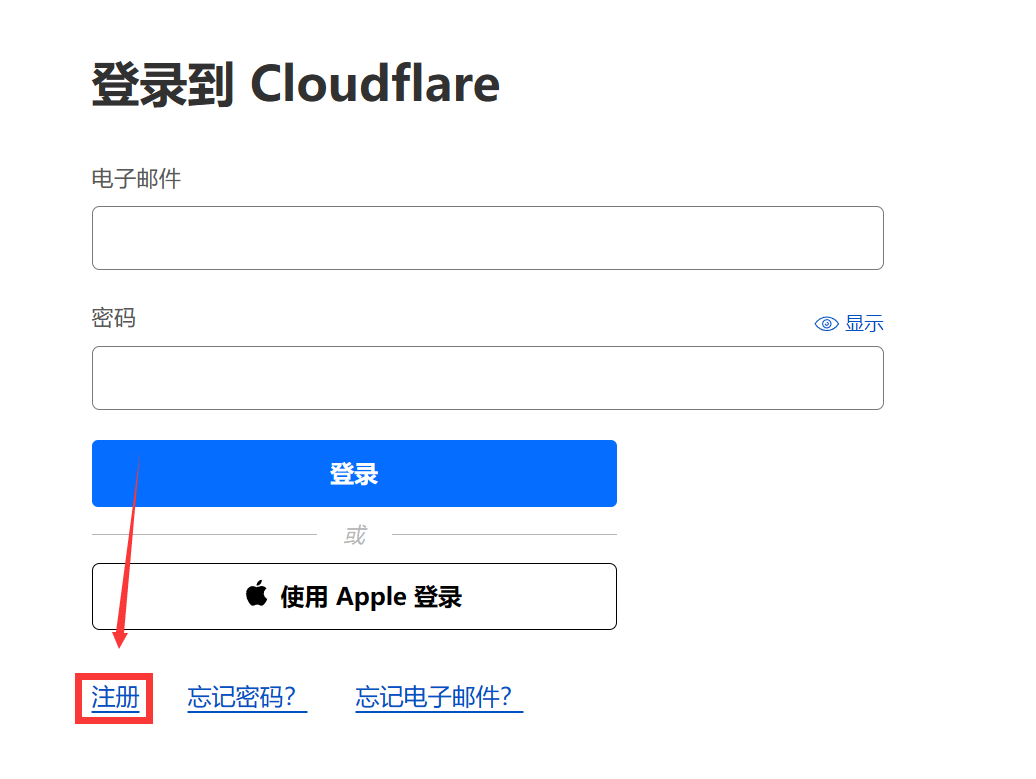 登录到 Cloudflare
电子邮件
密码 显示
登录
或
使用 Apple 登录
注册 忘记密码？ 忘记电子邮件？